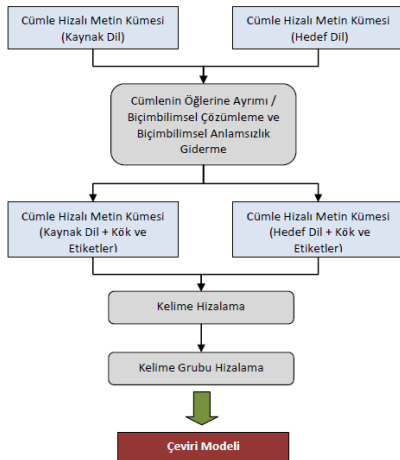 Cümle Hizalı Metin Kümesi
(Kaynak Dil)
Cümle Hizalı Metin Kümesi
(Hedef Dil)
Cümlenin Öğlerine Ayrımı /
Biçimbilimsel Çözümleme ve
Biçimbilimsel Anlamsızlık
Giderme
Cümle Hizalı Metin Kümesi
(Kaynak Dil + Kök ve
Etiketler)
Cümle Hizalı Metin Kümesi
(Hedef Dil + Kök ve
Etiketler)
Kelime Hizalama
Kelime Grubu Hizalama
Çeviri Modeli